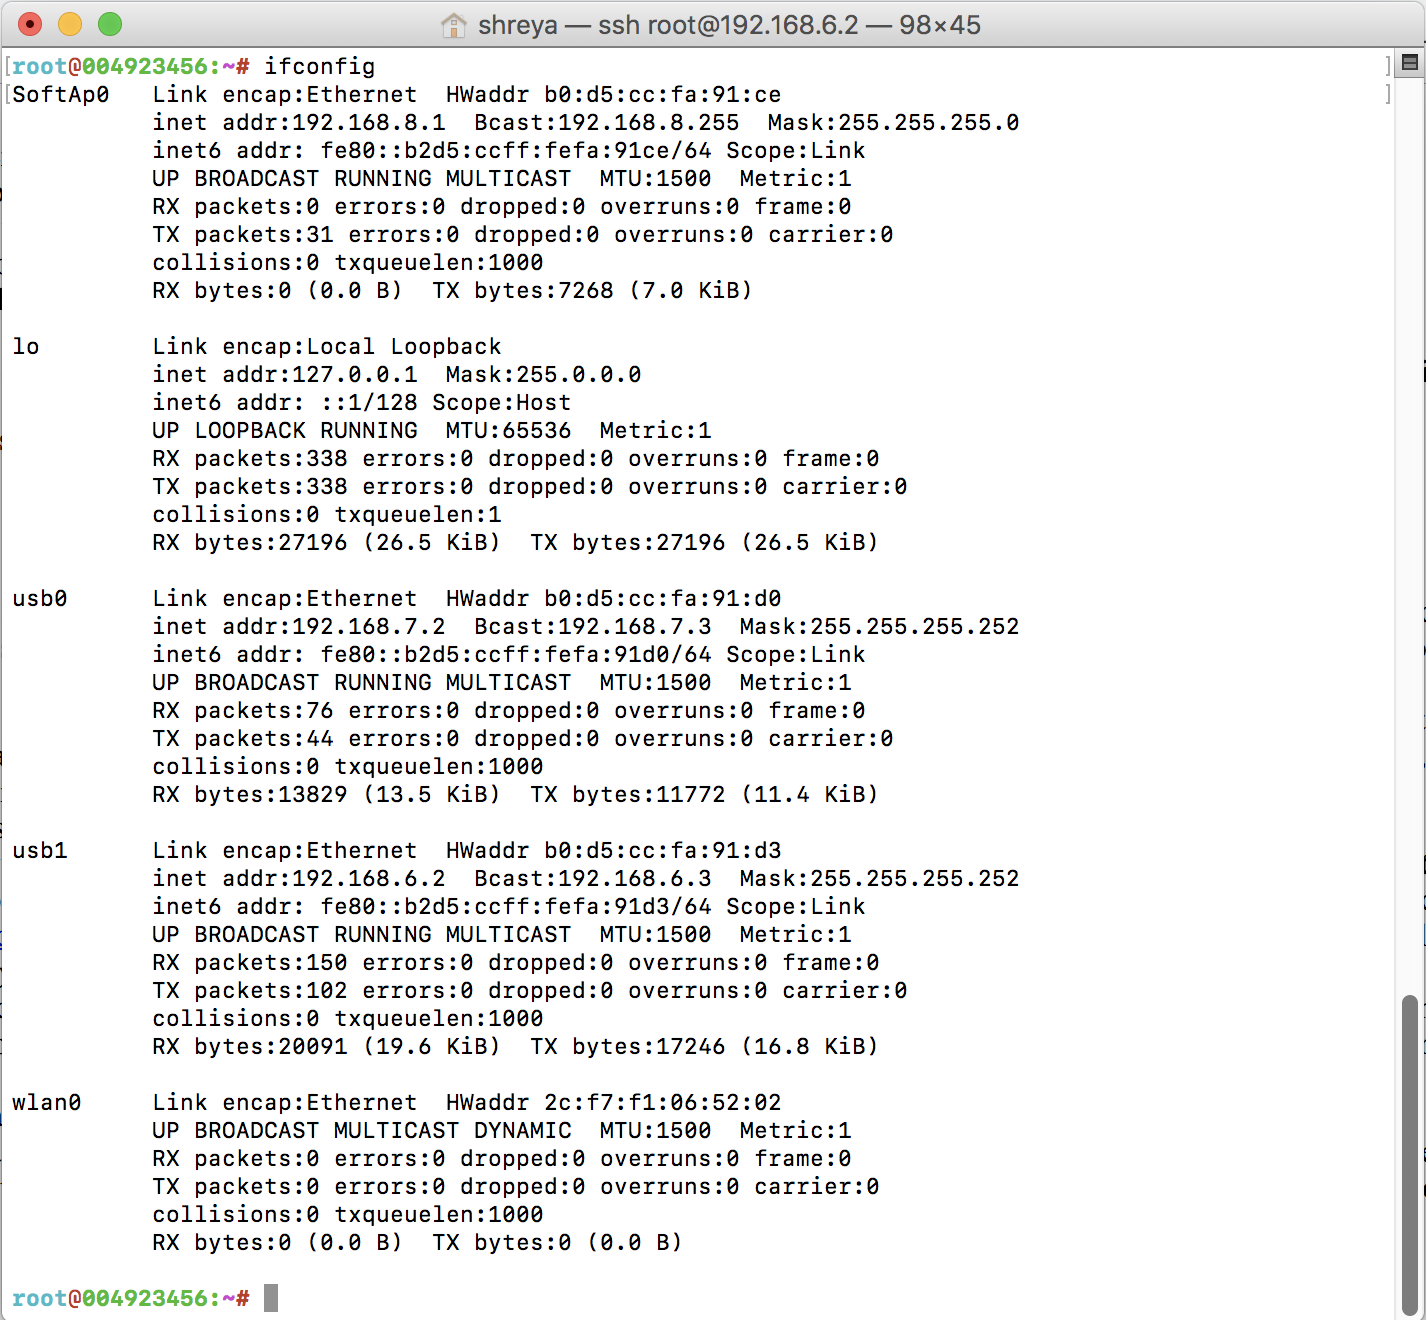 shreya — ssh root@192.168.6.2 — 98×45
[root@004923456:~# ifconfig ]
[SoftAp0   Link encap:Ethernet  HWaddr b0:d5:cc:fa:91:ce ]
          inet addr:192.168.8.1  Bcast:192.168.8.255  Mask:255.255.255.0
          inet6 addr: fe80::b2d5:ccff:fefa:91ce/64 Scope:Link
          UP BROADCAST RUNNING MULTICAST  MTU:1500  Metric:1
          RX packets:0 errors:0 dropped:0 overruns:0 frame:0
          TX packets:31 errors:0 dropped:0 overruns:0 carrier:0
          collisions:0 txqueuelen:1000
          RX bytes:0 (0.0 B)  TX bytes:7268 (7.0 KiB)

lo        Link encap:Local Loopback
          inet addr:127.0.0.1  Mask:255.0.0.0
          inet6 addr: ::1/128 Scope:Host
          UP LOOPBACK RUNNING  MTU:65536  Metric:1
          RX packets:338 errors:0 dropped:0 overruns:0 frame:0
          TX packets:338 errors:0 dropped:0 overruns:0 carrier:0
          collisions:0 txqueuelen:1
          RX bytes:27196 (26.5 KiB)  TX bytes:27196 (26.5 KiB)

usb0      Link encap:Ethernet  HWaddr b0:d5:cc:fa:91:d0
          inet addr:192.168.7.2  Bcast:192.168.7.3  Mask:255.255.255.252
          inet6 addr: fe80::b2d5:ccff:fefa:91d0/64 Scope:Link
          UP BROADCAST RUNNING MULTICAST  MTU:1500  Metric:1
          RX packets:76 errors:0 dropped:0 overruns:0 frame:0
          TX packets:44 errors:0 dropped:0 overruns:0 carrier:0
          collisions:0 txqueuelen:1000
          RX bytes:13829 (13.5 KiB)  TX bytes:11772 (11.4 KiB)

usb1      Link encap:Ethernet  HWaddr b0:d5:cc:fa:91:d3
          inet addr:192.168.6.2  Bcast:192.168.6.3  Mask:255.255.255.252
          inet6 addr: fe80::b2d5:ccff:fefa:91d3/64 Scope:Link
          UP BROADCAST RUNNING MULTICAST  MTU:1500  Metric:1
          RX packets:150 errors:0 dropped:0 overruns:0 frame:0
          TX packets:102 errors:0 dropped:0 overruns:0 carrier:0
          collisions:0 txqueuelen:1000
          RX bytes:20091 (19.6 KiB)  TX bytes:17246 (16.8 KiB)

wlan0     Link encap:Ethernet  HWaddr 2c:f7:f1:06:52:02
          UP BROADCAST MULTICAST DYNAMIC  MTU:1500  Metric:1
          RX packets:0 errors:0 dropped:0 overruns:0 frame:0
          TX packets:0 errors:0 dropped:0 overruns:0 carrier:0
          collisions:0 txqueuelen:1000
          RX bytes:0 (0.0 B)  TX bytes:0 (0.0 B)

root@004923456:~#